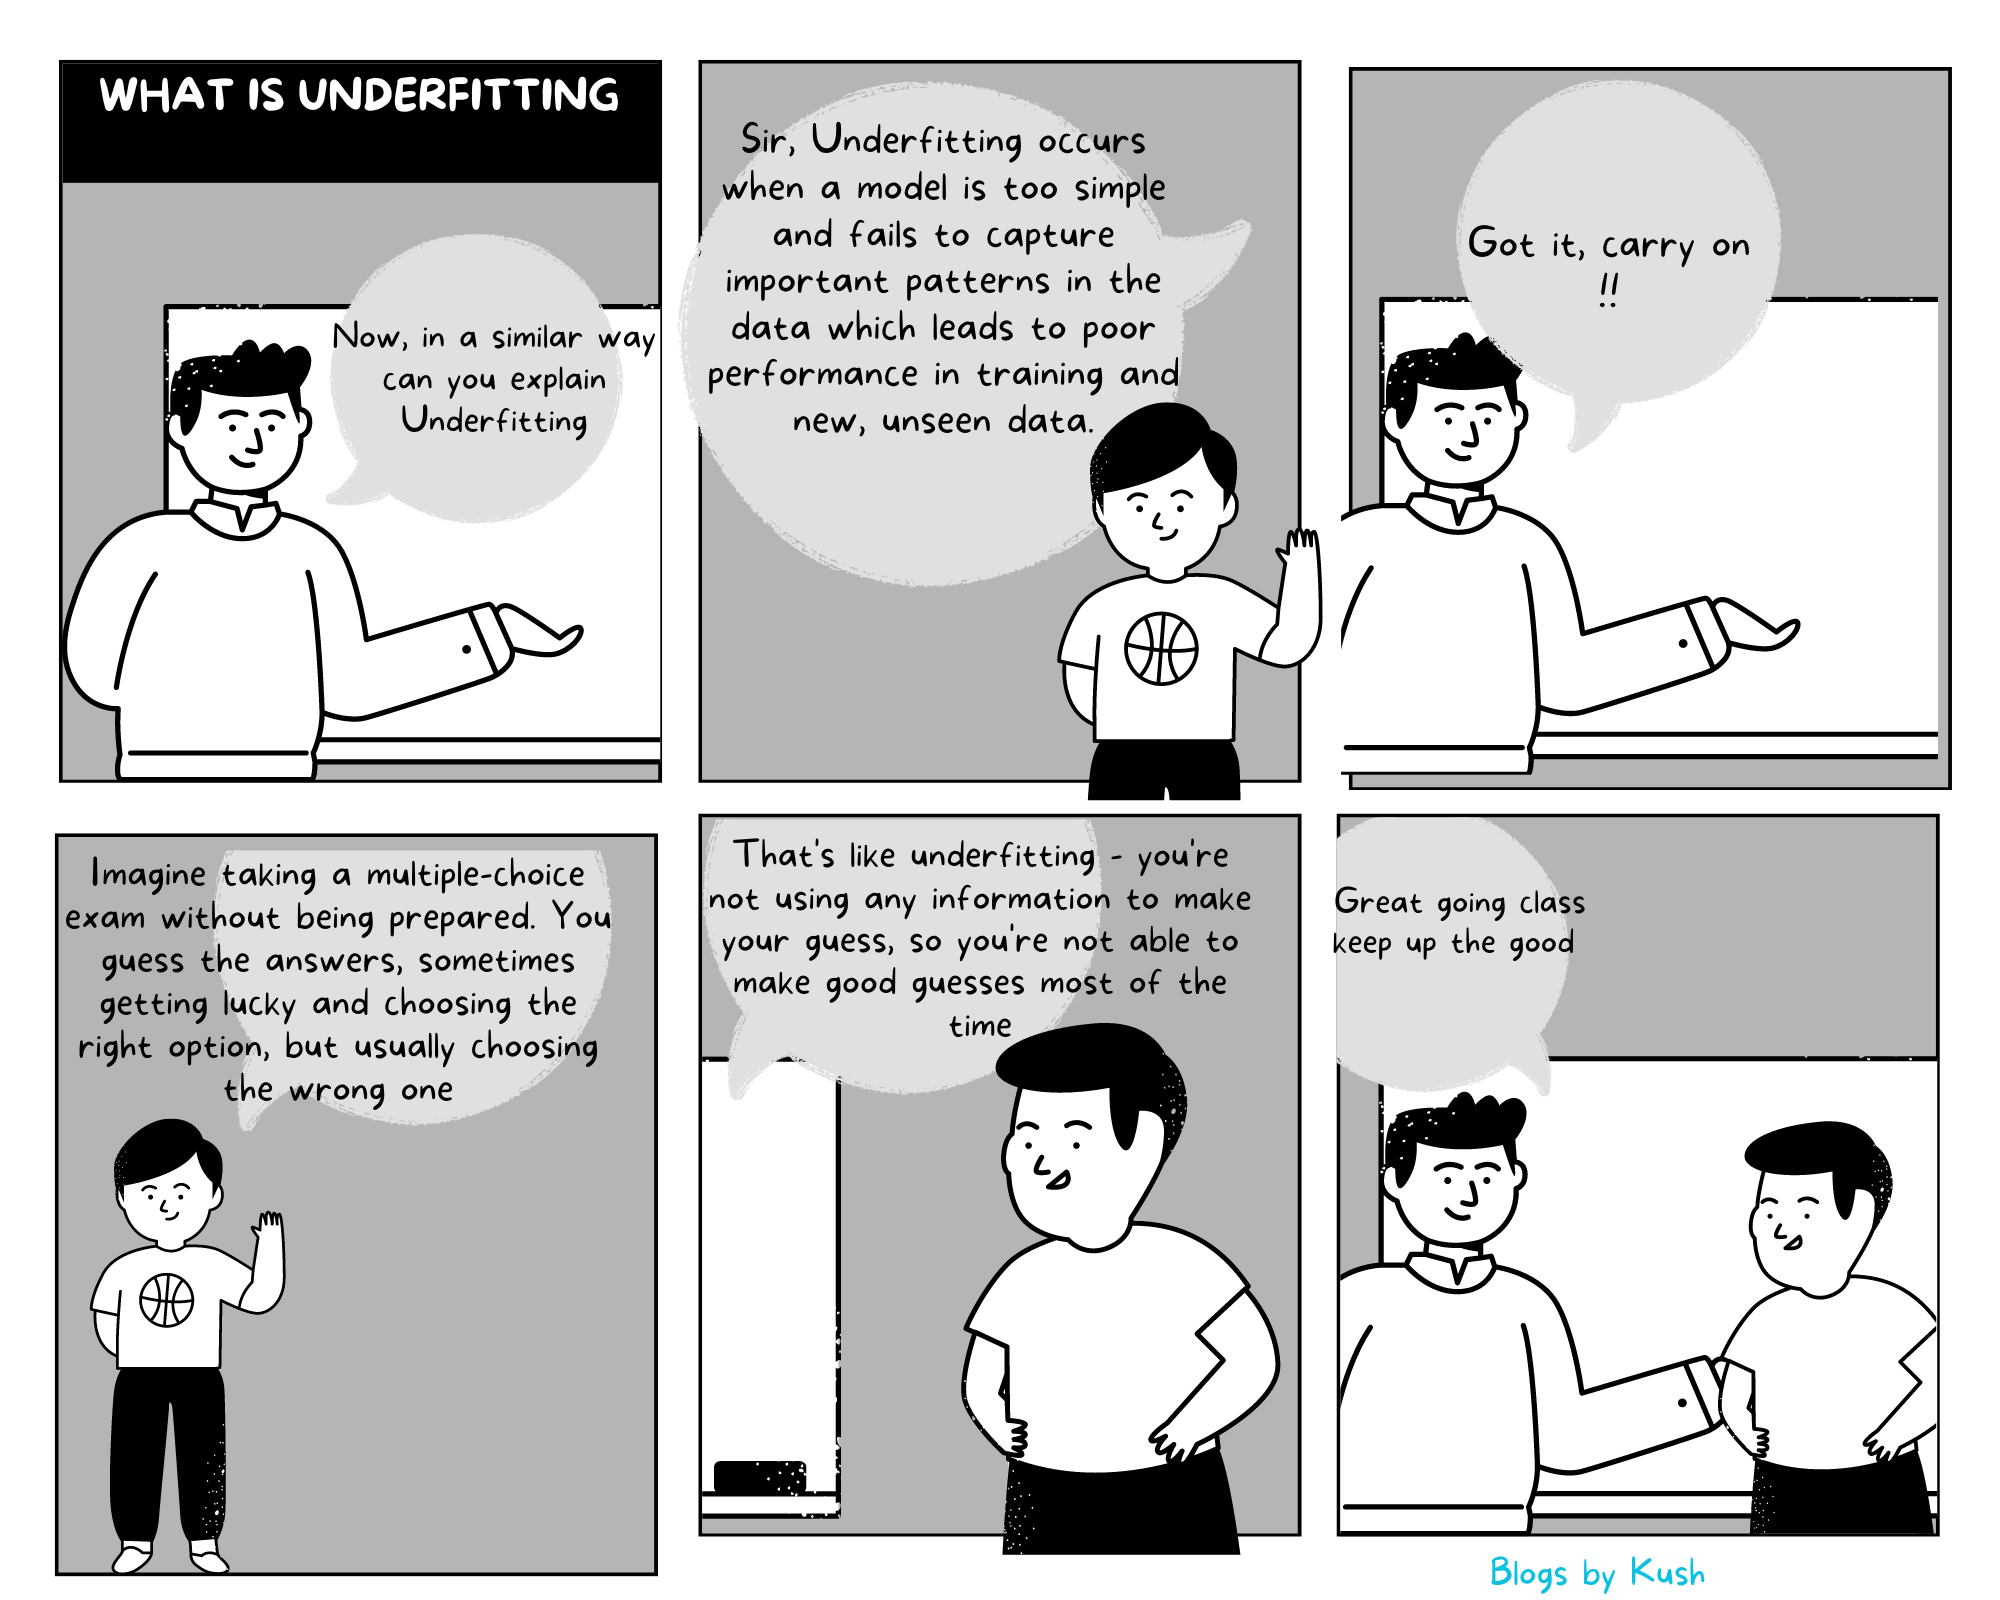 WHAT IS UNDERFITTING
Now, in a similar way
can you explain
Underfitting
Sir, Underfitting occurs
when a model is too simple
and fails to capture
important patterns in the
data which leads to poor
performance in training and
new, unseen data.
Got it, carry on
!!
Imagine taking a multiple-choice
exam without being prepared. You
guess the answers, sometimes
getting lucky and choosing the
right option, but usually choosing
the wrong one
That's like underfitting - you're
not using any information to make
your guess, so you're not able to
make good guesses most of the
time
Great going class
keep up the good
Blogs by Kush